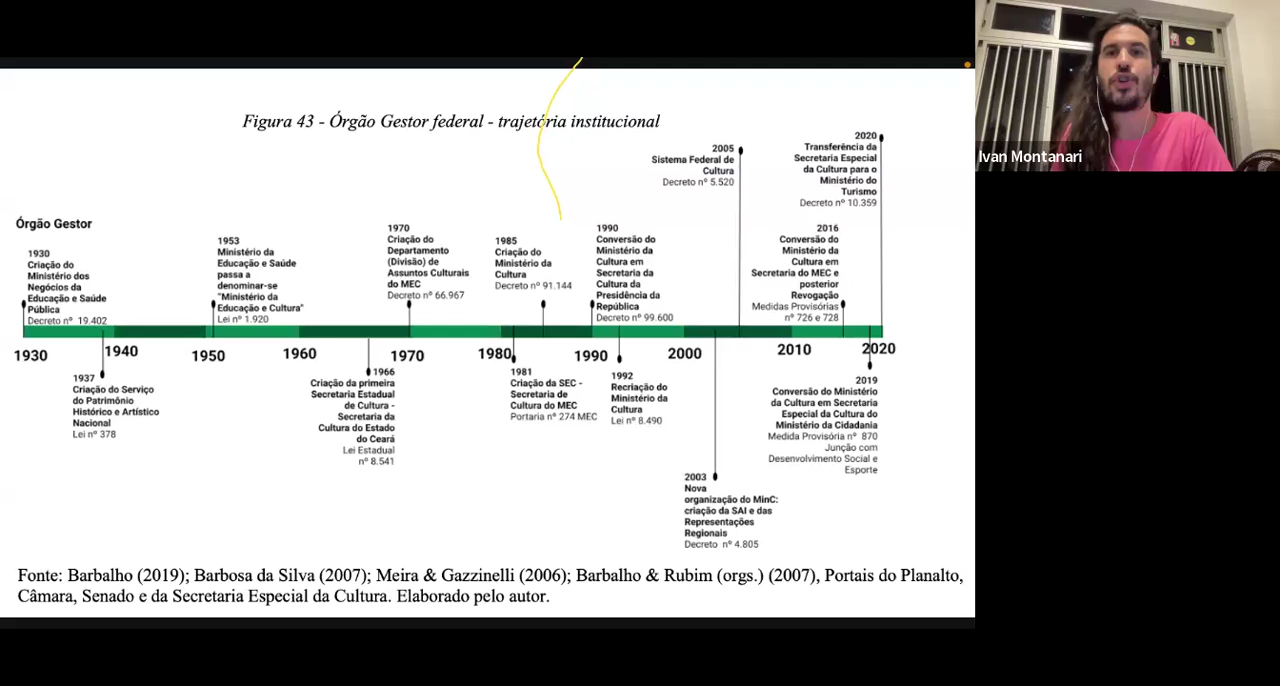 Figura 43 - Órgão Gestor federal - trajetória institucional
Órgão Gestor
1930
Criação do
Ministério dos
Negócios da
Educação e Saúde
Pública
Decreto nº 19.402
1953
Ministério da
Educação e Saúde
passa a
denominar-se
"Ministério da
Educação e Cultura"
Lei nº 1.920
1970
Criação do
Departamento
(Divisão) de
Assuntos Culturais
do MEC
Decreto nº 66.967
1985
Criação do
Ministério da
Cultura
Decreto nº 91.144
1990
Conversão do
Ministério da
Cultura em
Secretaria da
Cultura da
Presidência da
República
Decreto nº 99.600
2005
Sistema Federal de
Cultura
Decreto nº 5.520
2016
Conversão do
Ministério da
Cultura em
Secretaria do MEC e
posterior
Revogação
Medidas Provisórias
nº 726 e 728
2020
Transferência da
Secretaria Especial
da Cultura para o
Ministério do
Turismo
Decreto nº 10.359
1930 1940 1950 1960 1970 1980 1990 2000 2010 2020
1937
Criação do Serviço
do Patrimônio
Histórico e Artístico
Nacional
Lei nº 378
1966
Criação da primeira
Secretaria Estadual
de Cultura -
Secretaria da
Cultura do Estado
do Ceará
Lei Estadual
nº 8.541
1981
Criação da SEC -
Secretaria de
Cultura do MEC
Portaria nº 274 MEC
1992
Recriação do
Ministério da
Cultura
Lei nº 8.490
2003
Nova
organização do MinC:
criação da SAI e das
Representações
Regionais
Decreto nº 4.805
2019
Conversão do Ministério
da Cultura em Secretaria
Especial da Cultura do
Ministério da Cidadania
Medida Provisória nº 870
Junção com
Desenvolvimento Social e
Esporte
Fonte: Barbalho (2019); Barbosa da Silva (2007); Meira & Gazzinelli (2006); Barbalho & Rubim (orgs.) (2007), Portais do Planalto,
Câmara, Senado e da Secretaria Especial da Cultura. Elaborado pelo autor.
Ivan Montanari